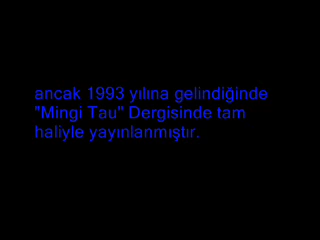 ancak 1993 yılına gelindiğinde
"Mingi Tau" Dergisinde tam
haliyle yayınlanmıştır.